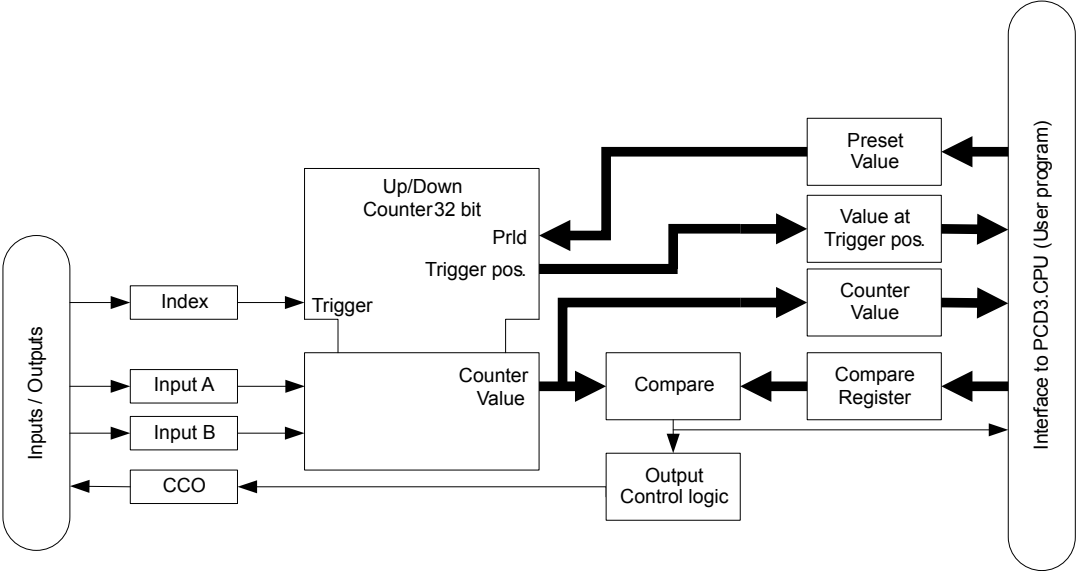 Preset
Value
Up/Down
Counter32 bit
Prld
Value at
Trigger pos.
Trigger pos.
Index
Trigger
Counter
Value
Input A
Counter
Value
Compare
Compare
Register
Input B
CCO
Output
Control logic
Inputs / Outputs
Interface to PCD3.CPU (User program)